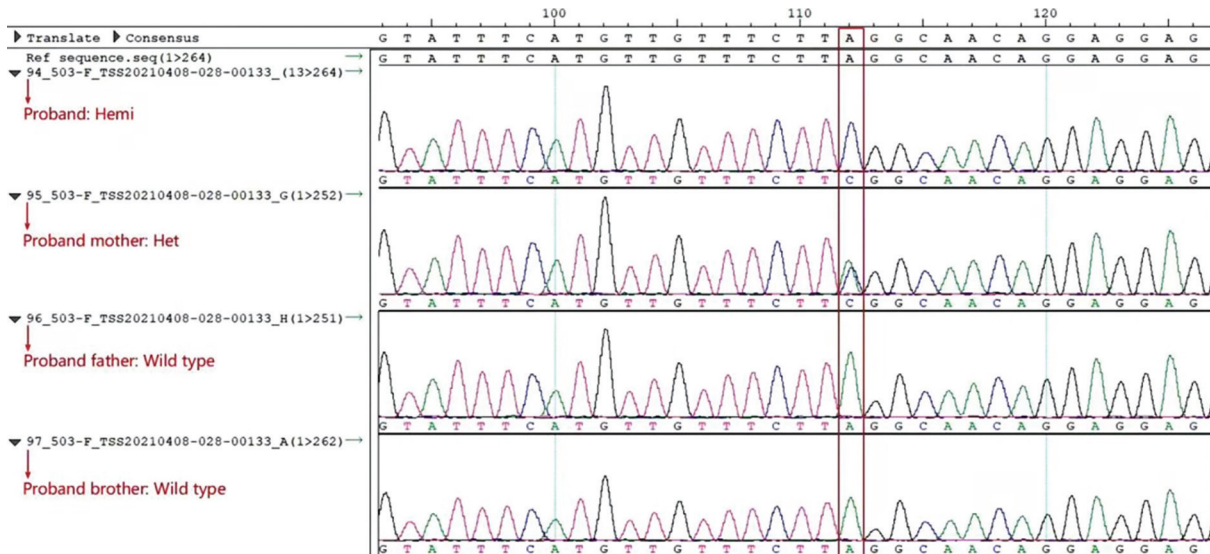 100 110 120
Translate Consensus G T A T T T C A T G T T G T T T C T T A G G C A A C A G G A G G A G
Ref sequence.seq(1>264) → G T A T T T C A T G T T G T T T C T T A G G C A A C A G G A G G A G
94_503-F_TSS20210408-028-00133_(13>264) →
Proband: Hemi
G T A T T T C A T G T T G T T T C T T C G G C A A C A G G A G G A G
95_503-F_TSS20210408-028-00133_G(1>252) →
Proband mother: Het
G T A T T T C A T G T T G T T T C T T C G G C A A C A G G A G G A G
96_503-F_TSS20210408-028-00133_H(1>251) →
Proband father: Wild type
G T A T T T C A T G T T G T T T C T T A G G C A A C A G G A G G A G
97_503-F_TSS20210408-028-00133_A(1>262) →
Proband brother: Wild type
G T A T T T C A T G T T G T T T C T T A G G C A A C A G G A G G A G